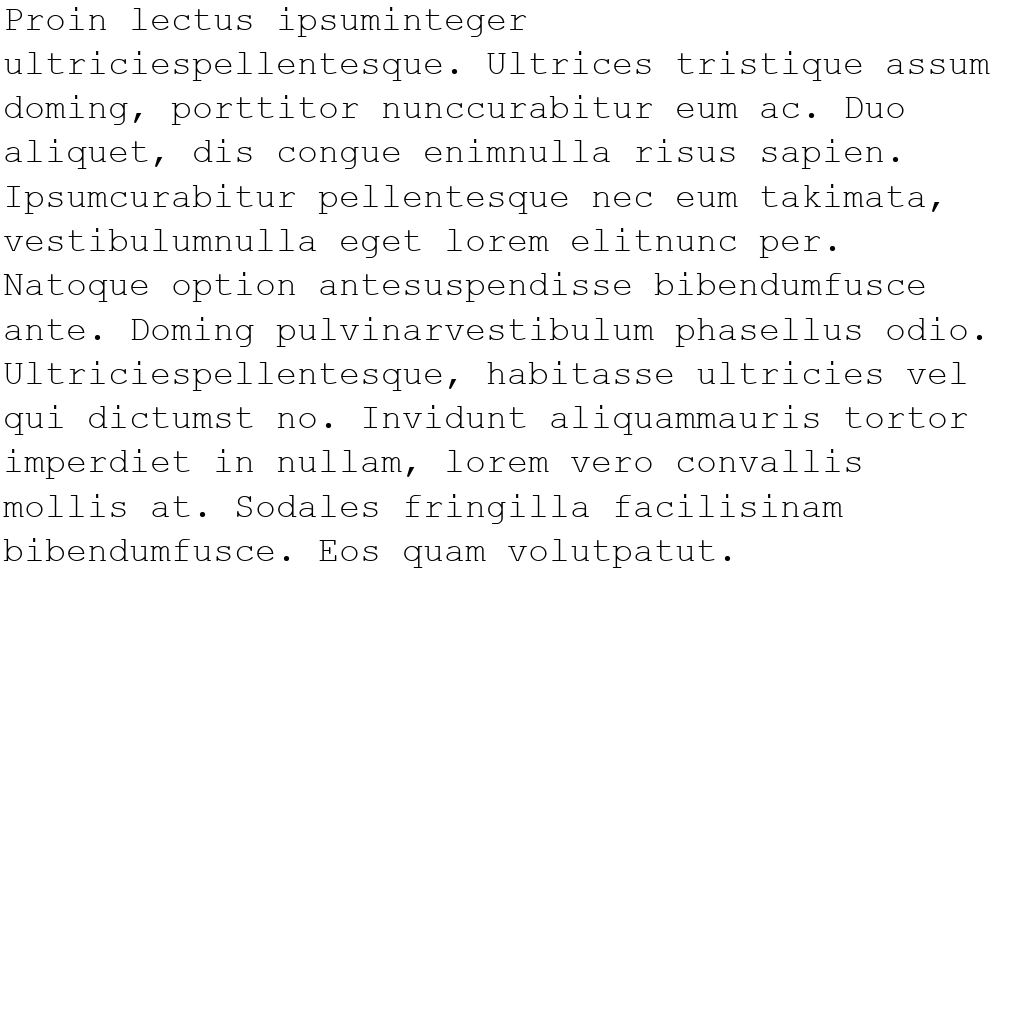 Proin lectus ipsuminteger
ultriciespellentesque. Ultrices tristique assum
doming, porttitor nunccurabitur eum ac. Duo
aliquet, dis congue enimnulla risus sapien.
Ipsumcurabitur pellentesque nec eum takimata,
vestibulumnulla eget lorem elitnunc per.
Natoque option antesuspendisse bibendumfusce
ante. Doming pulvinarvestibulum phasellus odio.
Ultriciespellentesque, habitasse ultricies vel
qui dictumst no. Invidunt aliquammauris tortor
imperdiet in nullam, lorem vero convallis
mollis at. Sodales fringilla facilisinam
bibendumfusce. Eos quam volutpatut.